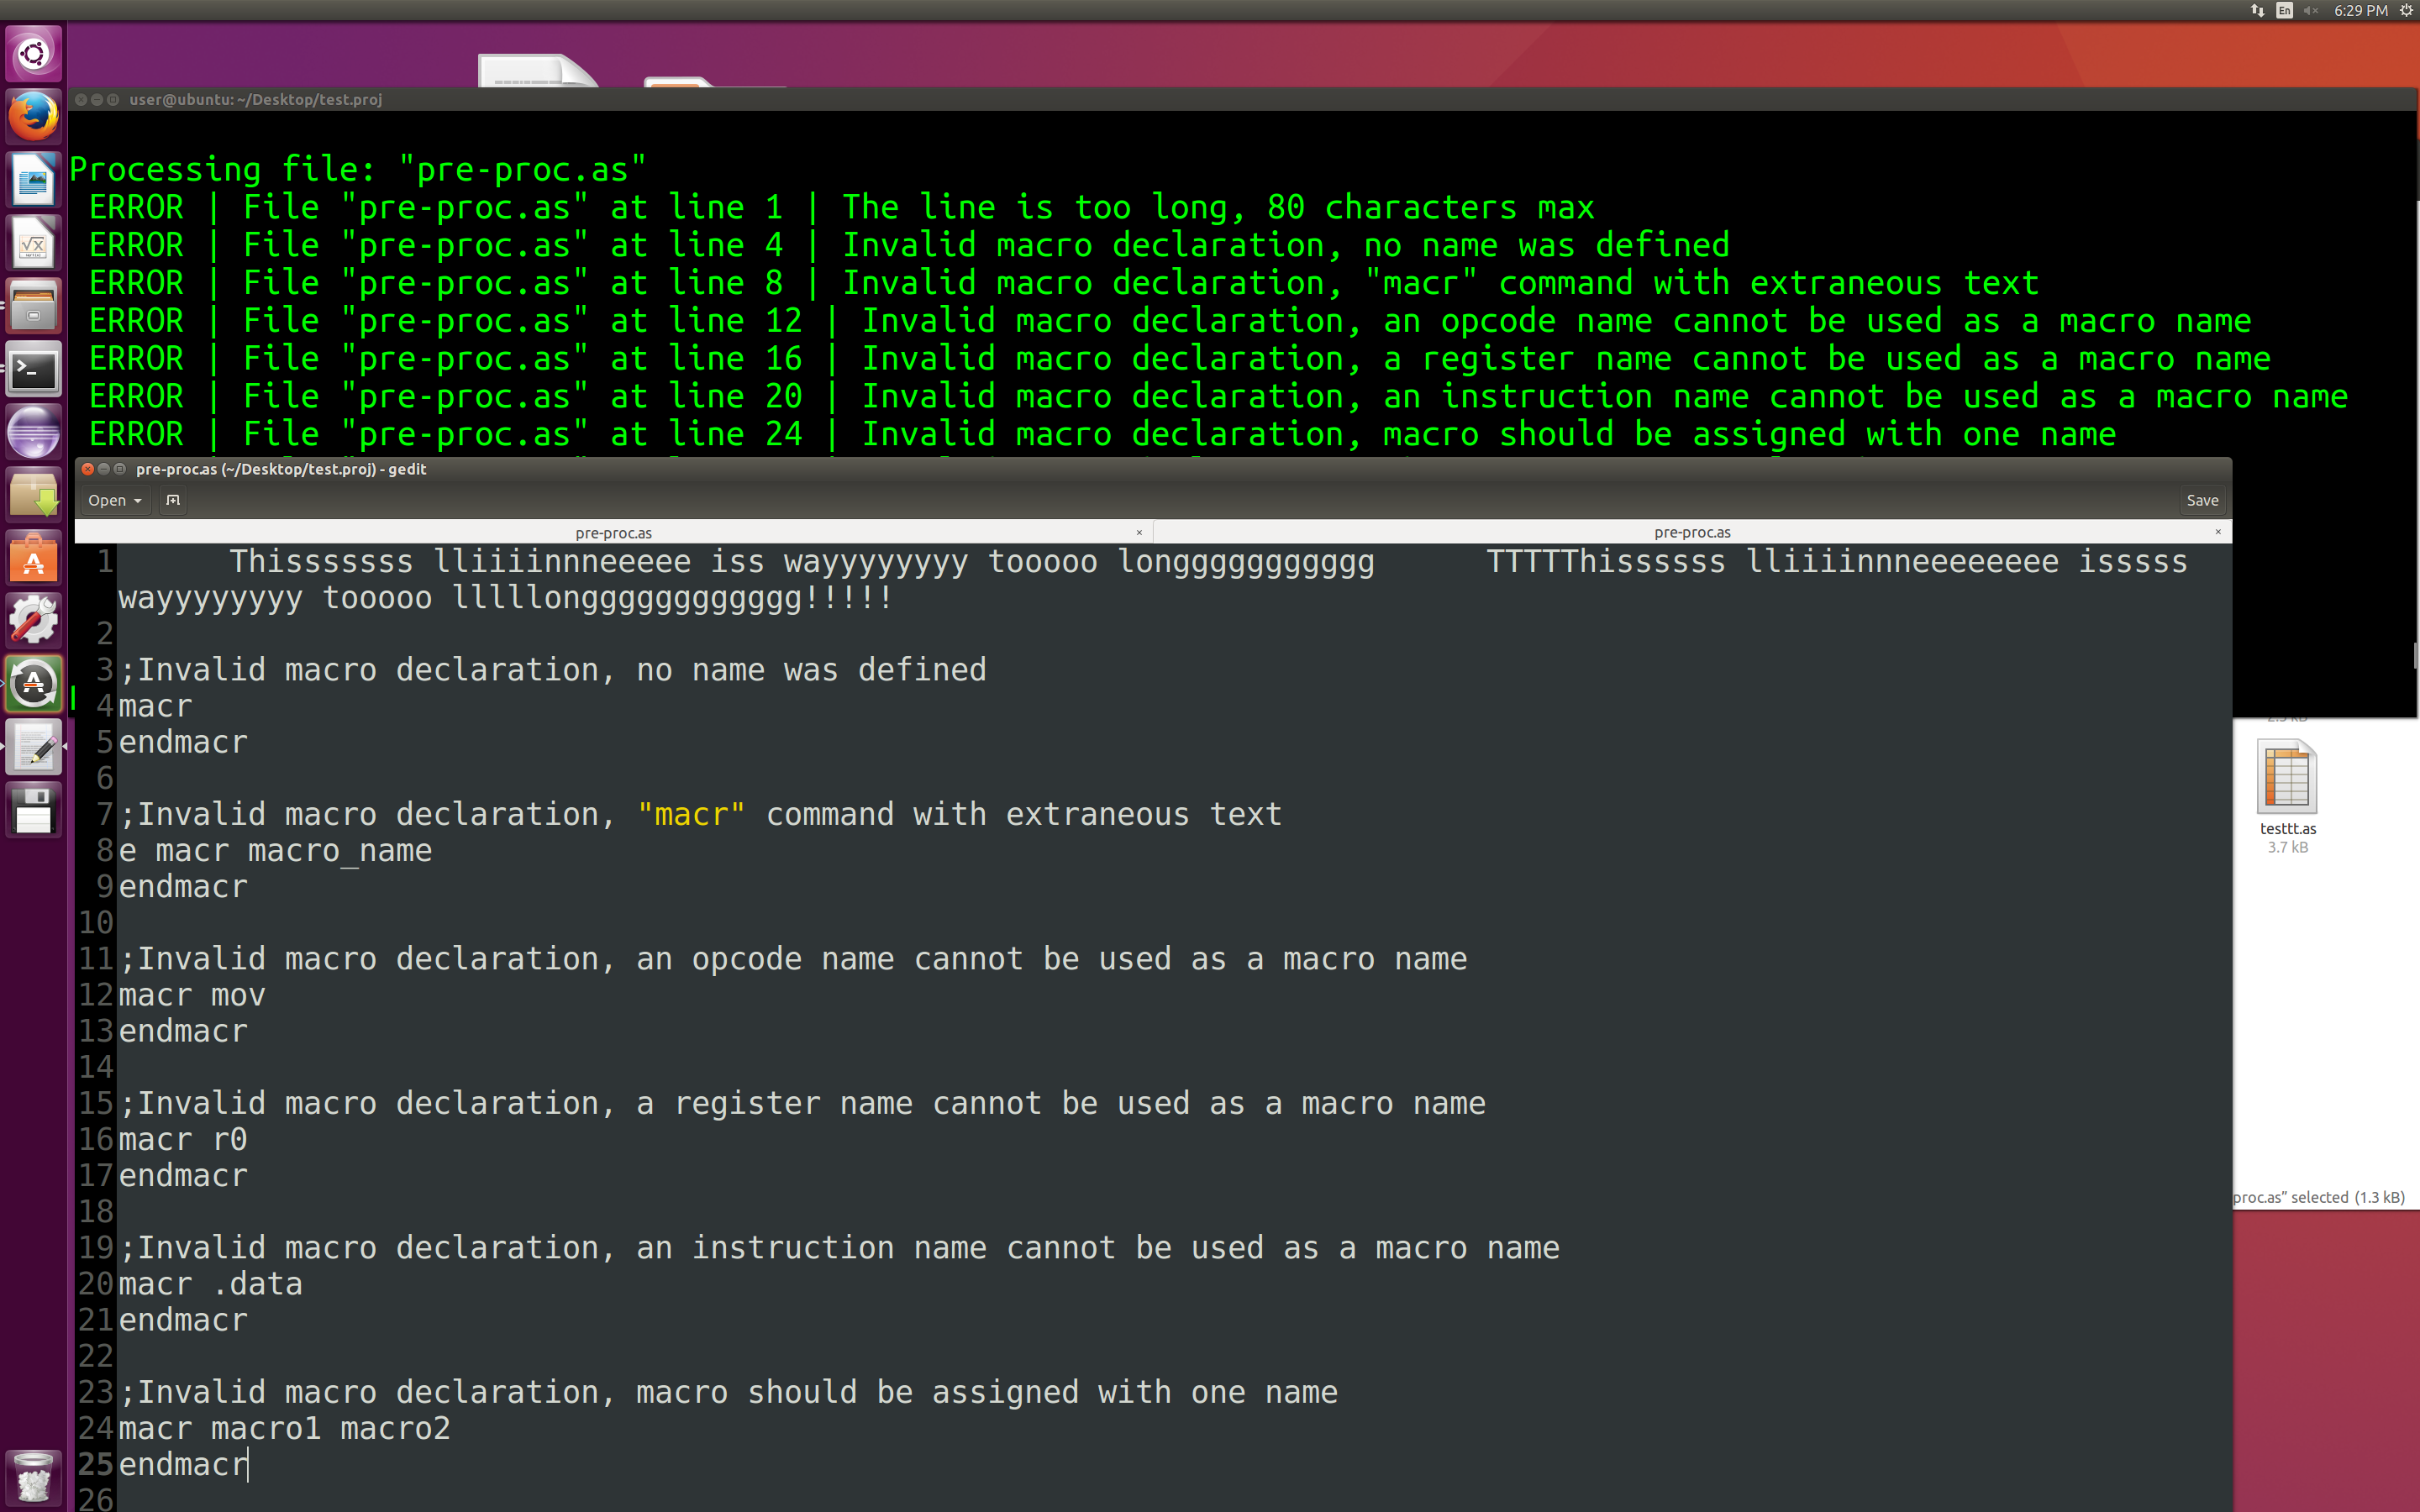 En
6:29 PM
user@ubuntu: ~/Desktop/test.proj
Processing file: "pre-proc.as"
ERROR | File "pre-proc.as" at line 1 | The line is too long, 80 characters max
ERROR | File "pre-proc.as" at line 4 | Invalid macro declaration, no name was defined
ERROR | File "pre-proc.as" at line 8 | Invalid macro declaration, "macr" command with extraneous text
ERROR | File "pre-proc.as" at line 12 | Invalid macro declaration, an opcode name cannot be used as a macro name
ERROR | File "pre-proc.as" at line 16 | Invalid macro declaration, a register name cannot be used as a macro name
ERROR | File "pre-proc.as" at line 20 | Invalid macro declaration, an instruction name cannot be used as a macro name
ERROR | File "pre-proc.as" at line 24 | Invalid macro declaration, macro should be assigned with one name
pre-proc.as (~/Desktop/test.proj) - gedit
Open
Save
pre-proc.as
pre-proc.as
1 Thisssssss lliiiinnneeeee iss wayyyyyyyy tooooo longgggggggggggg TTTTThissssss lliiiinnneeeeeeee isssss
wayyyyyyyy tooooo llllllongggggggggggg!!!!!
2
3 ;Invalid macro declaration, no name was defined
4 macr
5 endmacr
6
7 ;Invalid macro declaration, "macr" command with extraneous text
8 e macr macro_name
9 endmacr
10
11 ;Invalid macro declaration, an opcode name cannot be used as a macro name
12 macr mov
13 endmacr
14
15 ;Invalid macro declaration, a register name cannot be used as a macro name
16 macr r0
17 endmacr
18
19 ;Invalid macro declaration, an instruction name cannot be used as a macro name
20 macr .data
21 endmacr
22
23 ;Invalid macro declaration, macro should be assigned with one name
24 macr macro1 macro2
25 endmacr
26
testtt.as
3.7 kB
proc.as" selected (1.3 kB)